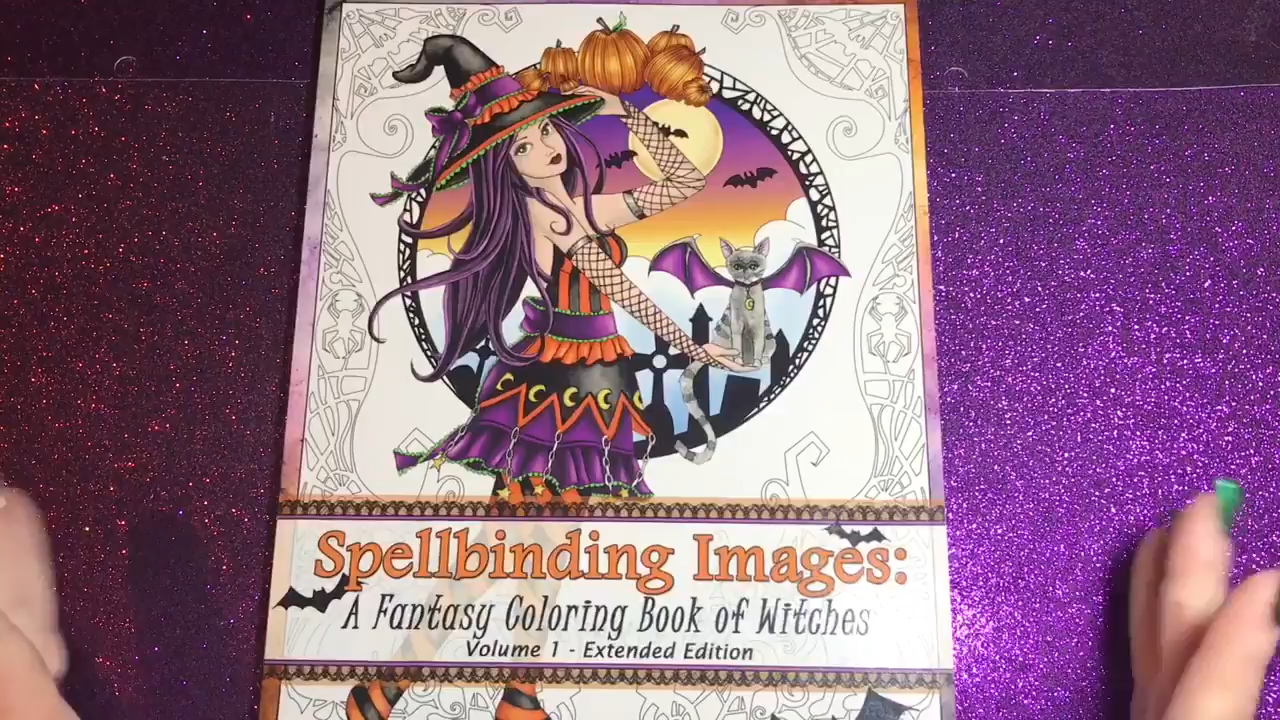 Spellbinding Images:
A Fantasy Coloring Book of Witches
Volume 1 - Extended Edition